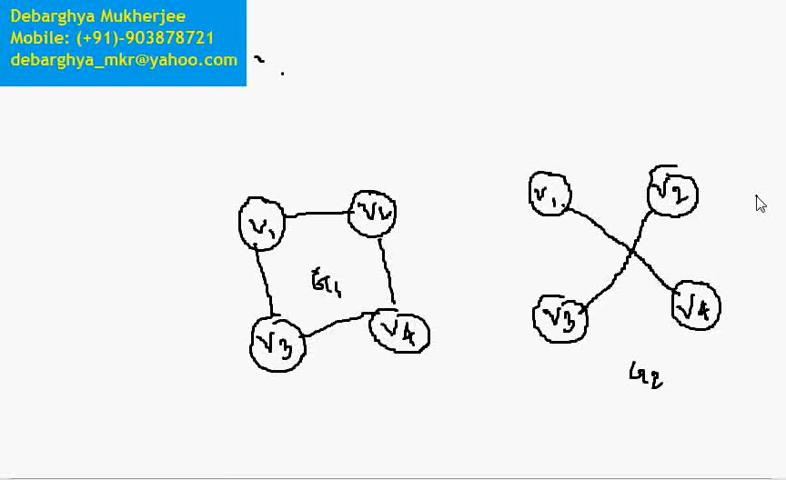 Debarghya Mukherjee
Mobile: (+91)-903878721
debarghya_mkr@yahoo.com
V1 V2
G1
V3 V4
V1 V2
V3 V4
G2